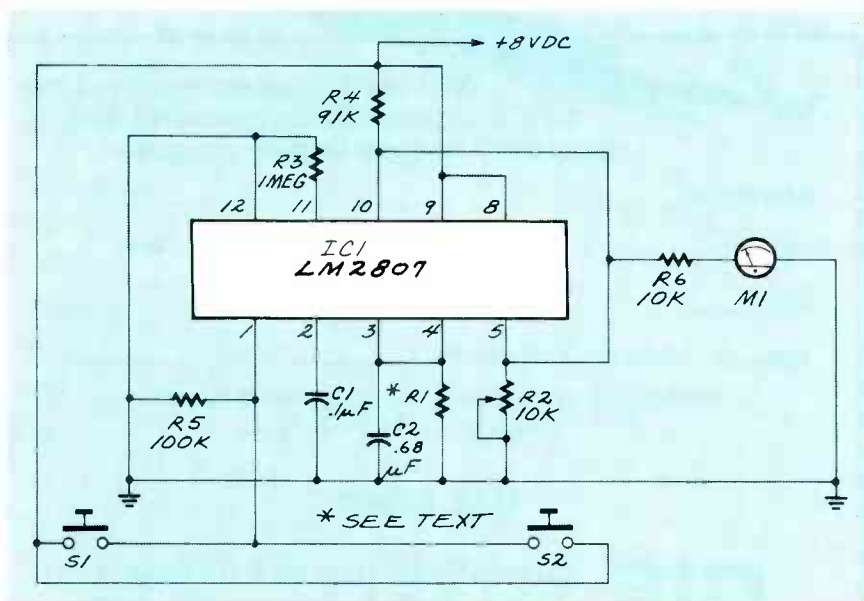 +8VDC
R4
91K
R3
1MEG
12 11 10 9 8
IC1
LM2807
R6
10K
M1
1 2 3 4 5
R5
100K
C1
.1µF
* R1
C2
.68
µF
R2
10K
* SEE TEXT
S1
S2